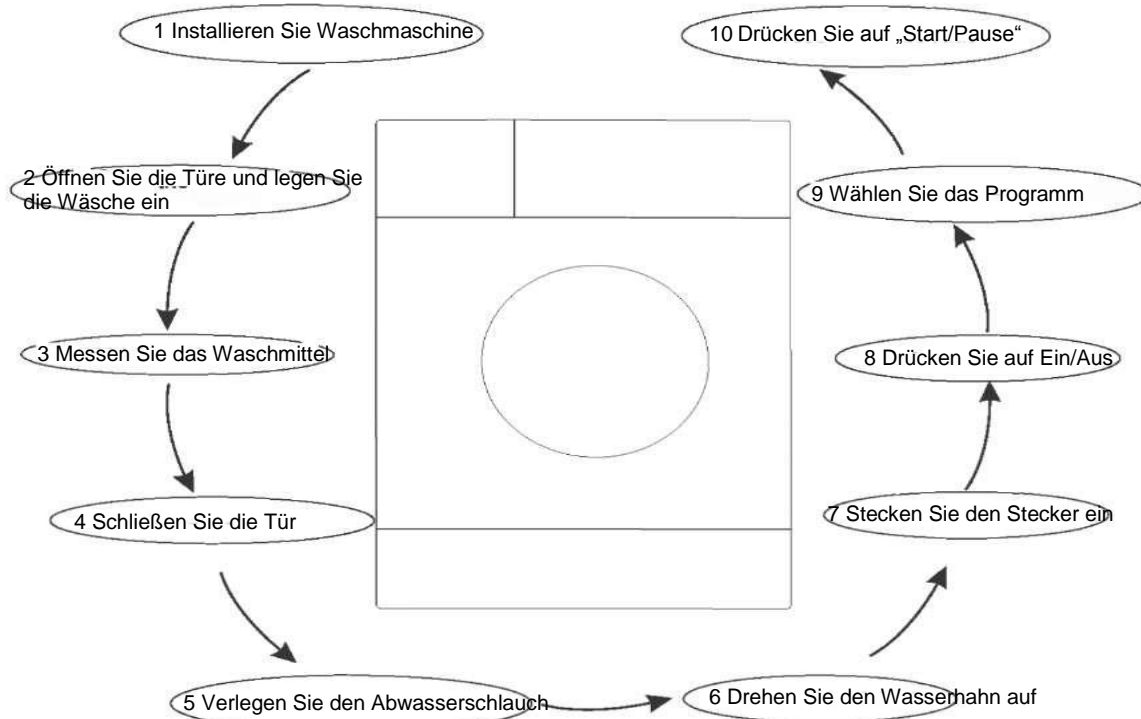 1 Installieren Sie Waschmaschine
2 Öffnen Sie die Türe und legen Sie
die Wäsche ein
3 Messen Sie das Waschmittel
4 Schließen Sie die Tür
5 Verlegen Sie den Abwasserschlauch
6 Drehen Sie den Wasserhahn auf
7 Stecken Sie den Stecker ein
8 Drücken Sie auf Ein/Aus
9 Wählen Sie das Programm
10 Drücken Sie auf „Start/Pause“